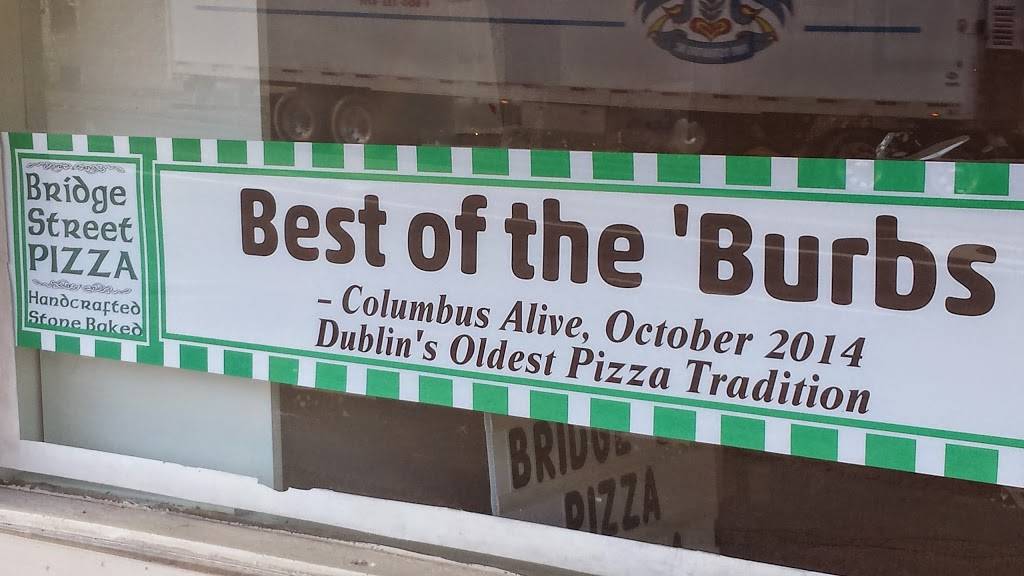 Bridge
Street
PIZZA
Handcrafted
Stone Baked
Best of the 'Burbs
– Columbus Alive, October 2014
Dublin's Oldest Pizza Tradition
BRIDGE
PIZZA